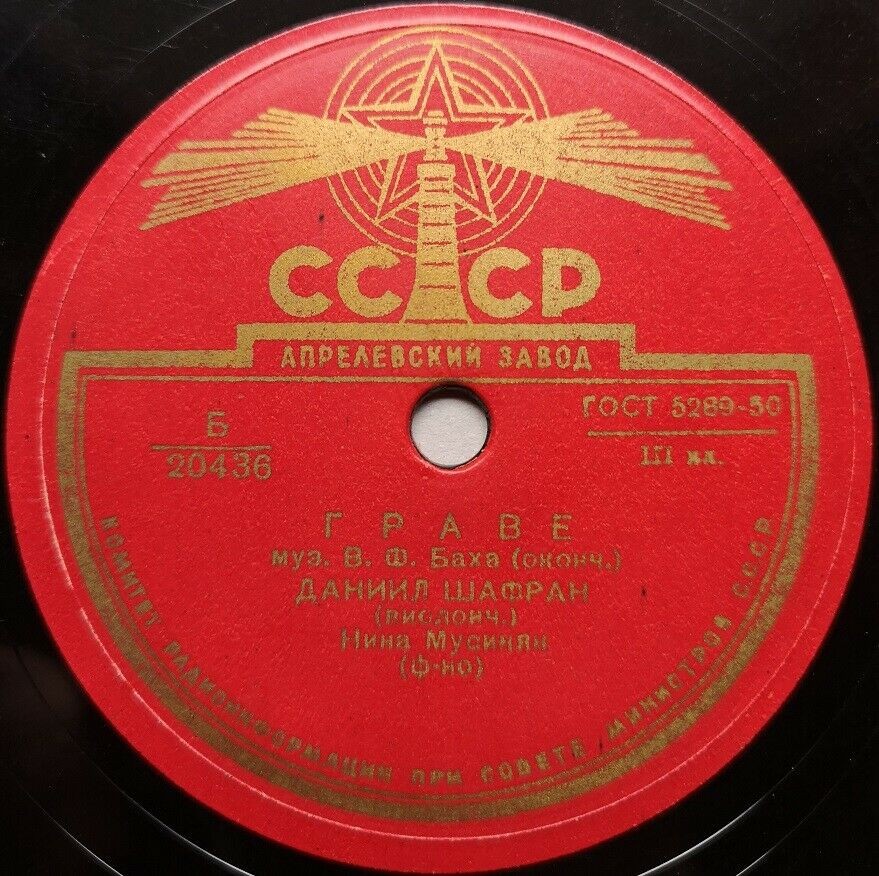 СССР
АПРЕЛЕВСКИЙ ЗАВОД
Б
20436
ГОСТ 5289-50
III кл.
ГРАВЕ
муз. В. Ф. Баха (оконч.)
ДАНИИЛ ШАФРАН
(виолонч.)
Нина Мусинян
(ф-но)
КОМИТЕТ РАДИОИНФОРМАЦИИ ПРИ СОВЕТЕ МИНИСТРОВ СССР